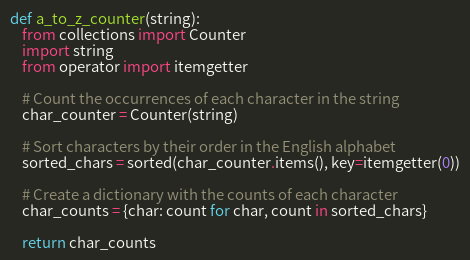 def a_to_z_counter(string):
    from collections import Counter
    import string
    from operator import itemgetter

    # Count the occurrences of each character in the string
    char_counter = Counter(string)

    # Sort characters by their order in the English alphabet
    sorted_chars = sorted(char_counter.items(), key=itemgetter(0))

    # Create a dictionary with the counts of each character
    char_counts = {char: count for char, count in sorted_chars}

    return char_counts